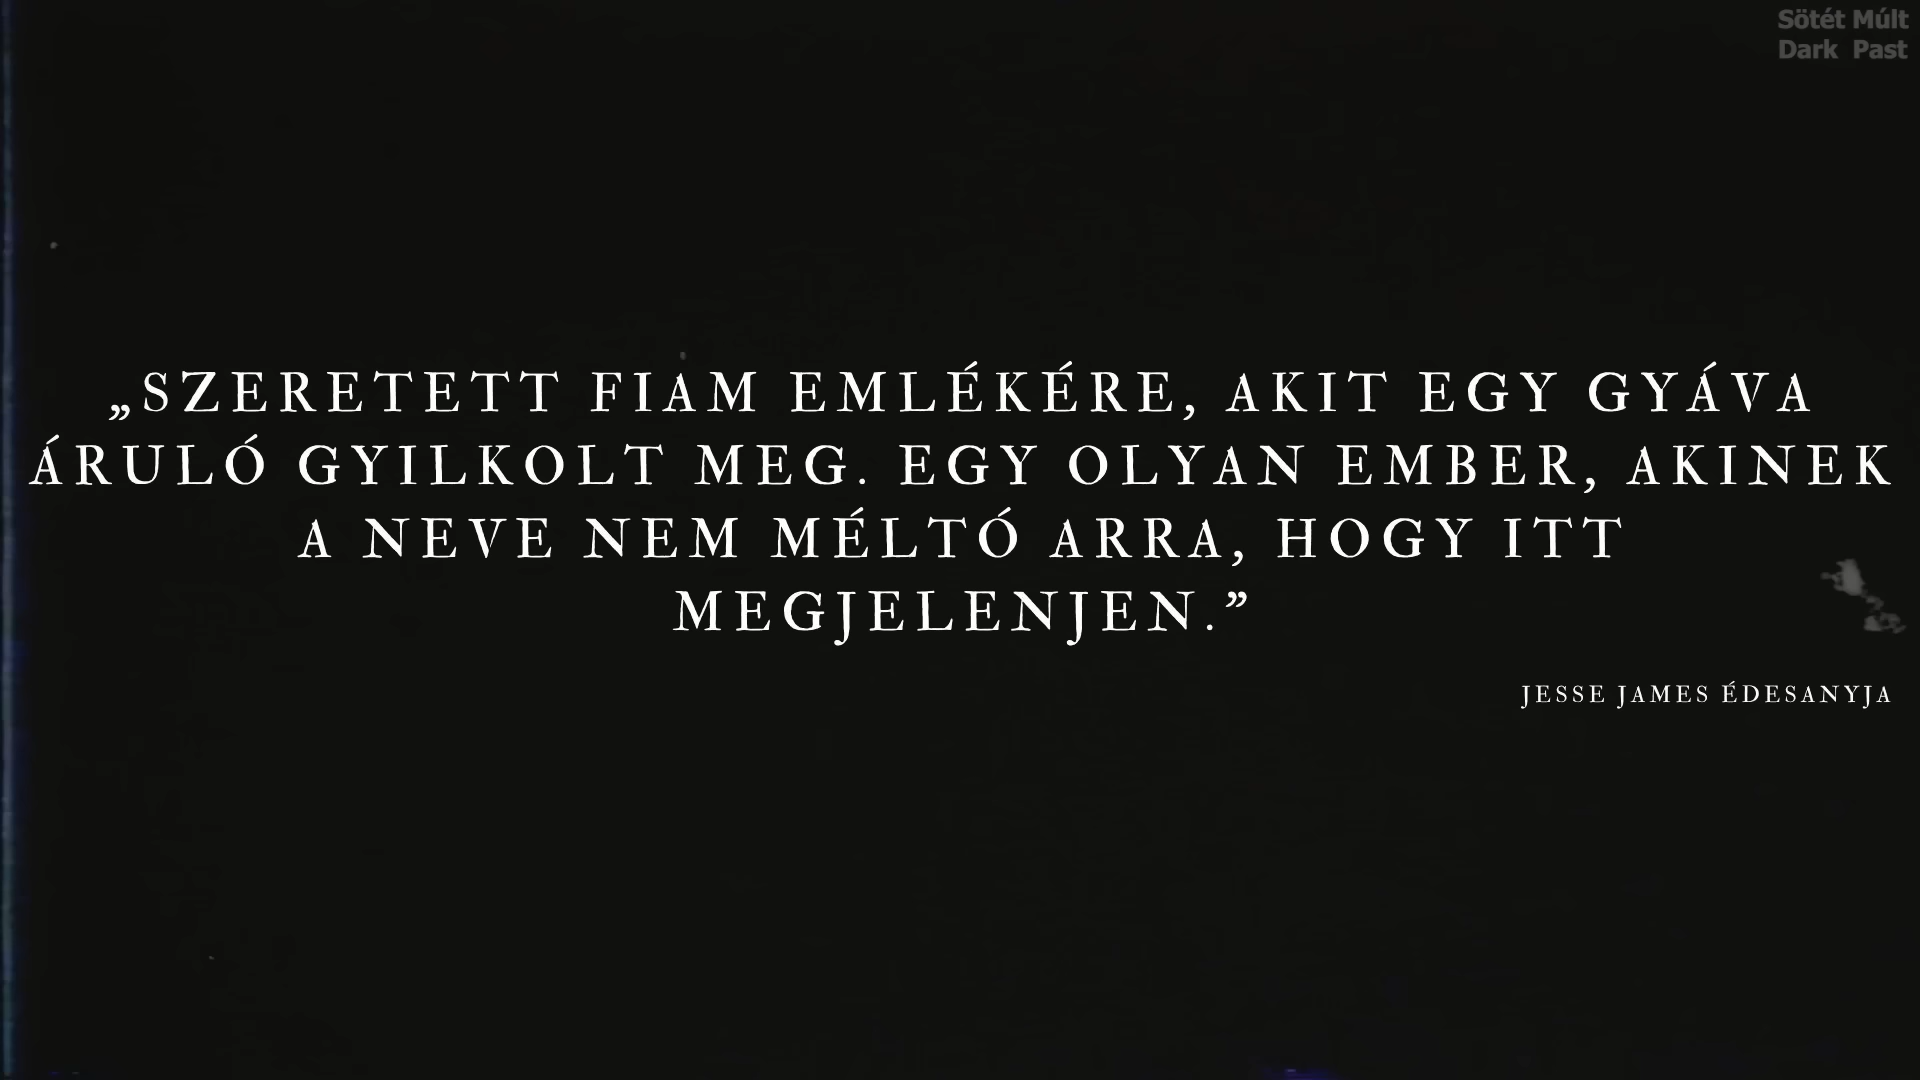 Sötét Múlt
Dark Past
„SZERETETT FIAM EMLÉKÉRE, AKIT EGY GYÁVA
ÁRULÓ GYILKOLT MEG. EGY OLYAN EMBER, AKINEK
A NEVE NEM MÉLTÓ ARRA, HOGY ITT
MEGJELENJEN.”
JESSE JAMES ÉDESANYJA